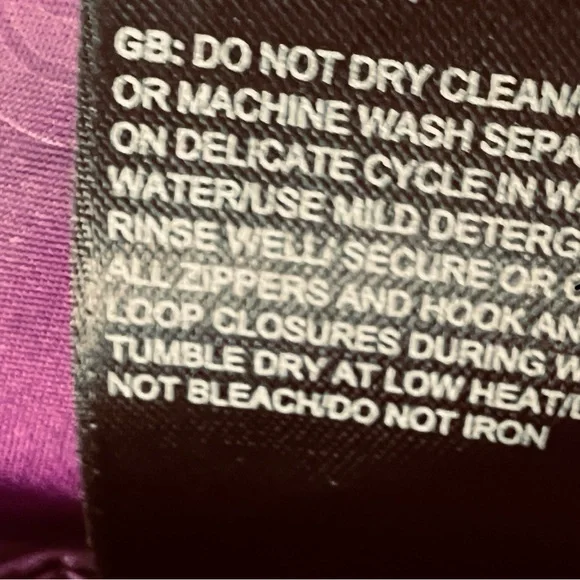 GB: DO NOT DRY CLEAN/
OR MACHINE WASH SEPA
ON DELICATE CYCLE IN W
WATER/USE MILD DETERG
RINSE WELL/ SECURE OR
ALL ZIPPERS AND HOOK AN
LOOP CLOSURES DURING W
TUMBLE DRY AT LOW HEAT/
NOT BLEACH/DO NOT IRON